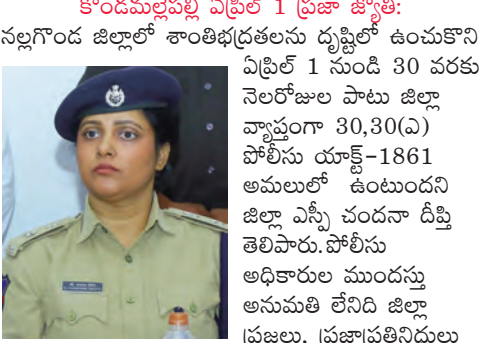 కొండమల్లేపల్లి ఏప్రిల్ 1 ప్రజా జ్యోతి:
నల్లగొండ జిల్లాలో శాంతిభద్రతలను దృష్టిలో ఉంచుకొని
ఏప్రిల్ 1 నుండి 30 వరకు
నెలరోజుల పాటు జిల్లా
వ్యాప్తంగా 30,30(ఎ)
పోలీసు యాక్ట్-1861
అమలులో ఉంటుందని
జిల్లా ఎస్పీ చందనా దీప్తి
తెలిపారు.పోలీసు
అధికారుల ముందస్తు
అనుమతి లేనిది జిల్లా
ప్రజలు, ప్రజాప్రతినిధులు